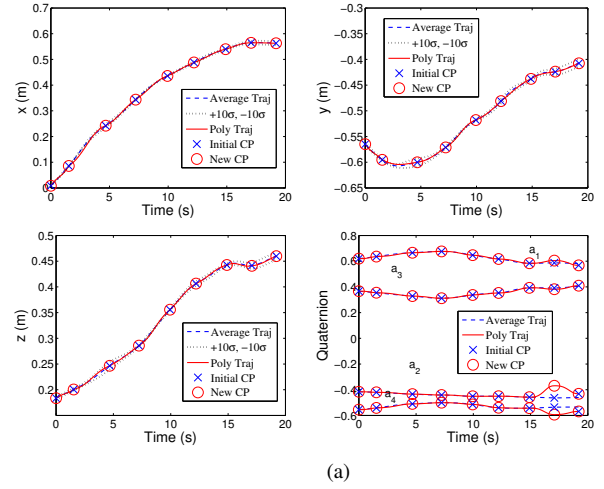 0.6
0.5
0.4
0.3
0.2
0.1
0
x (m)
0 5 10 15 20
Time (s)
Average Traj
+10σ, -10σ
Poly Traj
Initial CP
New CP
-0.3
-0.35
-0.4
-0.45
-0.5
-0.55
-0.6
-0.65
y (m)
0 5 10 15 20
Time (s)
Average Traj
+10σ, -10σ
Poly Traj
Initial CP
New CP
0.5
0.45
0.4
0.35
0.3
0.25
0.2
z (m)
0 5 10 15 20
Time (s)
Average Traj
+10σ, -10σ
Poly Traj
Initial CP
New CP
0.8
0.6
0.4
0.2
0
-0.2
-0.4
-0.6
Quaternion
a1
a3
a2
a4
0 5 10 15 20
Time (s)
Average Traj
Poly Traj
Initial CP
New CP
(a)